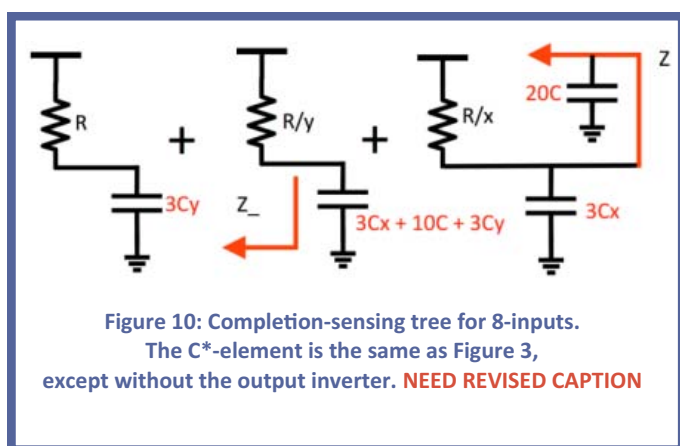 R
+
3Cy
R/y
Z_
3Cx + 10C + 3Cy
+
R/x
20C
Z
3Cx
Figure 10: Completion-sensing tree for 8-inputs.
The C*-element is the same as Figure 3,
except without the output inverter. NEED REVISED CAPTION